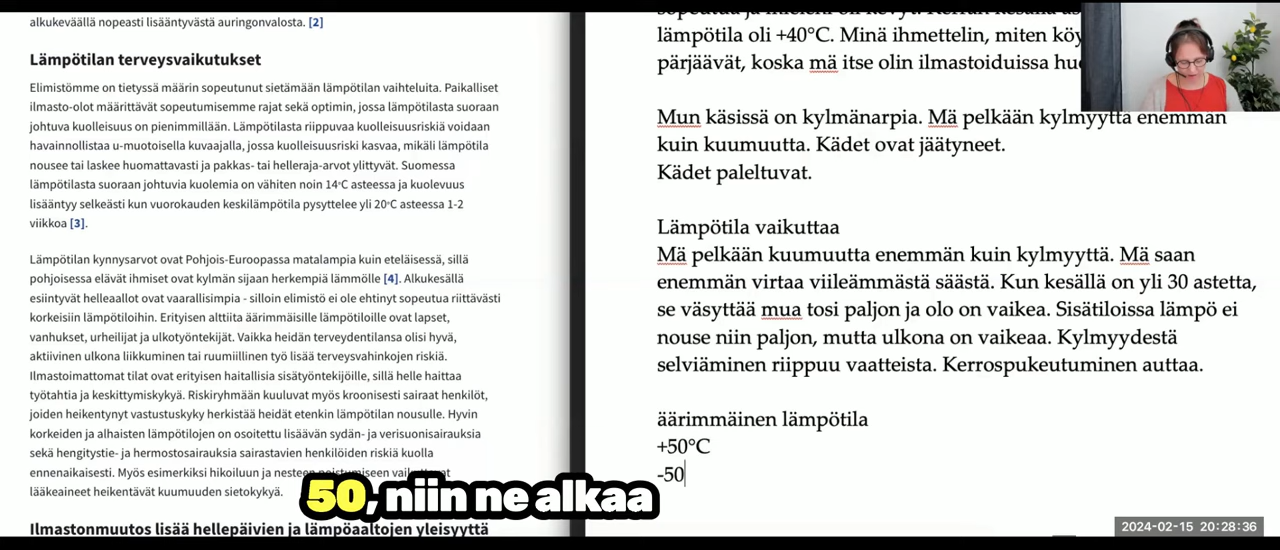 alkukeväällä nopeasti lisääntyvästä auringonvalosta. [2]
Lämpötilan terveysvaikutukset
Elimistömme on tietyssä määrin sopeutunut sietämään lämpötilan vaihteluita. Paikalliset
ilmasto-olot määrittävät sopeutumisemme rajat sekä optimin, jossa lämpötilasta suoraan
johtuva kuolleisuus on pienimmillään. Lämpötilasta riippuvaa kuolleisuusriskiä voidaan
havainnollistaa u-muotoisella kuvaajalla, jossa kuolleisuusriski kasvaa, mikäli lämpötila
nousee tai laskee huomattavasti ja pakkas- tai helleraja-arvot ylittyvät. Suomessa
lämpötilasta suoraan johtuvia kuolemia on vähiten noin 14°C asteessa ja kuolevuus
lisääntyy selkeästi kun vuorokauden keskilämpötila pysyttelee yli 20°C asteessa 1-2
viikkoa [3].
Lämpötilan kynnysarvot ovat Pohjois-Euroopassa matalampia kuin eteläisessä, sillä
pohjoisessa elävät ihmiset ovat kylmän sijaan herkempiä lämmölle [4]. Alkukesällä
esiintyvät helleaallot ovat vaarallisimpia - silloin elimistö ei ole ehtinyt sopeutua riittävästi
korkeisiin lämpötiloihin. Erityisen alttiita äärimmäisille lämpötiloille ovat lapset,
vanhukset, urheilijat ja ulkotyöntekijät. Vaikka heidän terveydentilansa olisi hyvä,
aktiivinen ulkona liikkuminen tai ruumiillinen työ lisää terveysvahinkojen riskiä.
Ilmastoimattomat tilat ovat erityisen haitallisia sisätyöntekijöille, sillä helle haittaa
työtahtia ja keskittymiskykyä. Riskiryhmään kuuluvat myös kroonisesti sairaat henkilöt,
joiden heikentynyt vastustuskyky herkistää heidät etenkin lämpötilan nousulle. Hyvin
korkeiden ja alhaisten lämpötilojen on osoitettu lisäävän sydän- ja verisuonisairauksia
sekä hengitystie- ja hermostosairauksia sairastavien henkilöiden riskiä kuolla
ennenaikaisesti. Myös esimerkiksi hikoiluun ja nesteen poistumiseen
lääkeaineet heikentävät kuumuuden sietokykyä.
Ilmastonmuutos lisää hellepäivien ja lämpöaaltojen yleisyyttä
lämpötila oli +40°C. Minä ihmettelin, miten
pärjäävät, koska mä itse olin ilmastoiduissa
Mun käsissä on kylmänarpia. Mä pelkään kylmyyttä enemmän
kuin kuumuutta. Kädet ovat jäätyneet.
Kädet paleltuvat.
Lämpötila vaikuttaa
Mä pelkään kuumuutta enemmän kuin kylmyyttä. Mä saan
enemmän virtaa viileämmästä säästä. Kun kesällä on yli 30 astetta,
se väsyttää mua tosi paljon ja olo on vaikea. Sisätiloissa lämpö ei
nouse niin paljon, mutta ulkona on vaikeaa. Kylmyydestä
selviäminen riippuu vaatteista. Kerrospukeutuminen auttaa.
äärimmäinen lämpötila
+50°C
-50
50, niin ne alkaa
2024-02-15 20:28:36